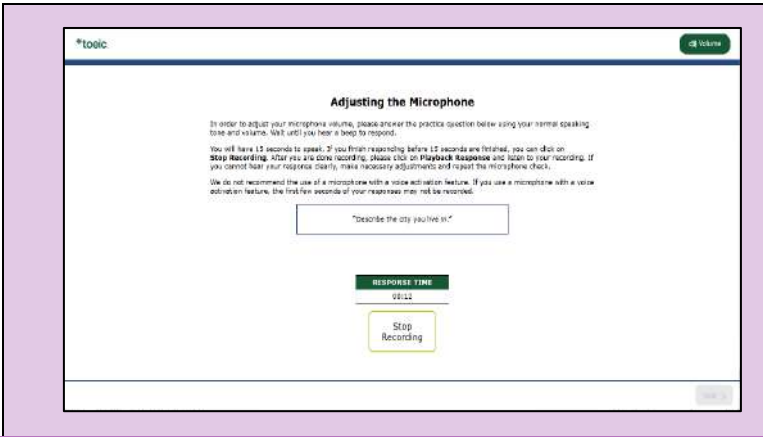 *toeic.
Volume
Adjusting the Microphone
In order to adjust your microphone volume, please answer the practice question below using your normal speaking
tone and volume. Wait until you hear a beep to respond.
You will have 15 seconds to speak. If you finish responding before 15 seconds are finished, you can click on
Stop Recording. After you are done recording, please click on Playback Response and listen to your recording. If
you cannot hear your response clearly, make necessary adjustments and repeat the microphone check.
We do not recommend the use of a microphone with a voice activation feature. If you use a microphone with a voice
activation feature, the first few seconds of your responses may not be recorded.
"Describe the city you live in."
RESPONSE TIME
00:12
Stop
Recording